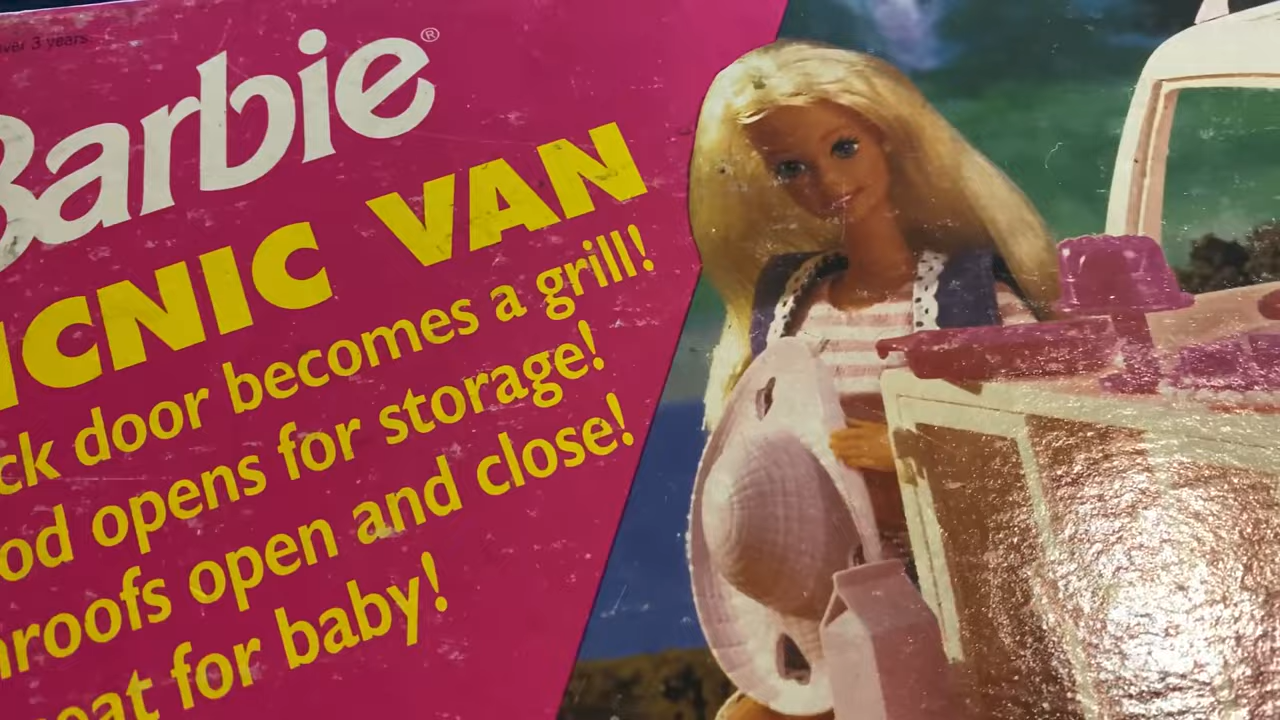 over 3 years
Barbie®
ICNIC VAN
ck door becomes a grill!
od opens for storage!
nroofs open and close!
eat for baby!